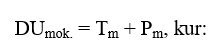 DUmok. = Tm + Pm, kur: